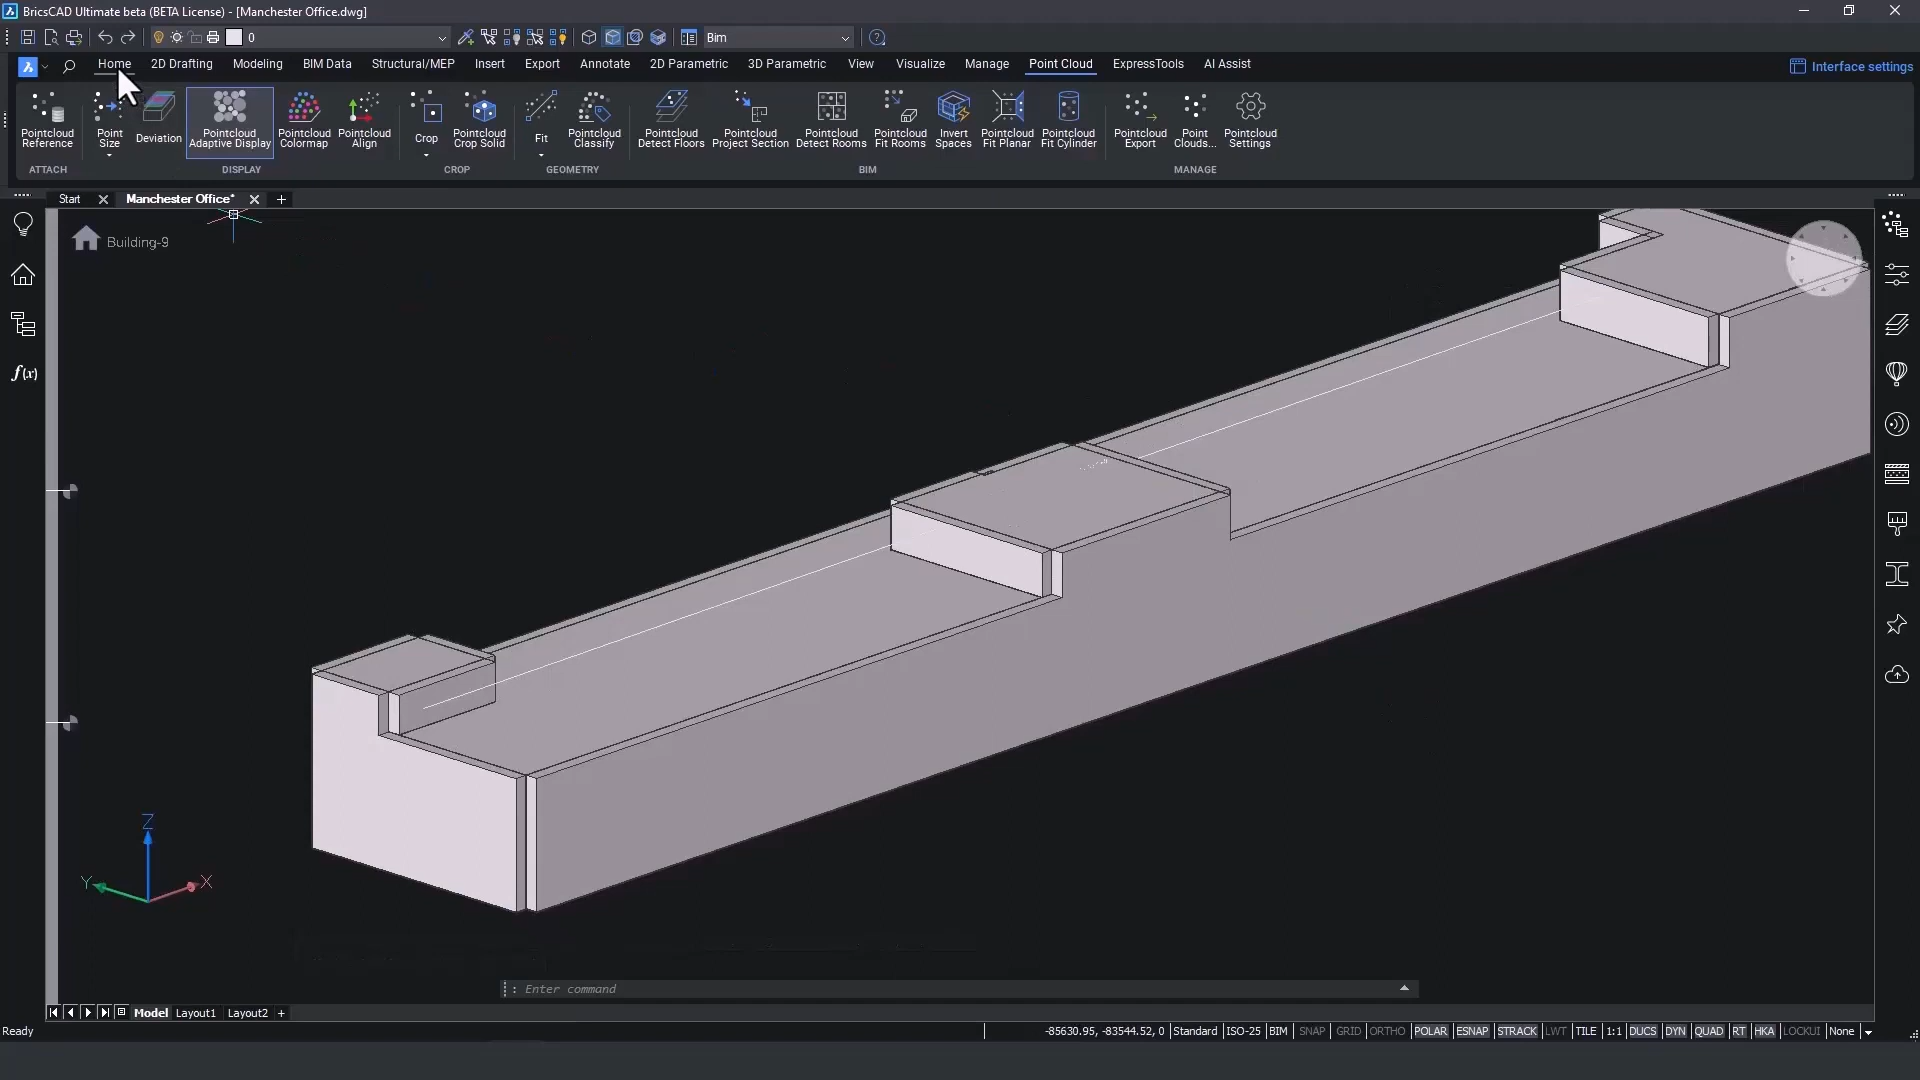 BricsCAD Ultimate beta (BETA License) - [Manchester Office.dwg]
0
Bim
Home 2D Drafting Modeling BIM Data Structural/MEP Insert Export Annotate 2D Parametric 3D Parametric View Visualize Manage Point Cloud ExpressTools AI Assist
Interface settings
Pointcloud Reference
Point Size
Deviation
Pointcloud Adaptive Display
Pointcloud Colormap
Pointcloud Align
Crop
Pointcloud Crop Solid
Fit
Pointcloud Classify
Pointcloud Detect Floors
Pointcloud Project Section
Pointcloud Detect Rooms
Pointcloud Fit Rooms
Invert Spaces
Pointcloud Fit Planar
Pointcloud Fit Cylinder
Pointcloud Export
Point Clouds...
Pointcloud Settings
ATTACH DISPLAY CROP GEOMETRY BIM MANAGE
Start Manchester Office*
Building-9
f(x)
Z
Y X
: Enter command
Model Layout1 Layout2
Ready
-85630.95, -83544.52, 0 Standard ISO-25 BIM SNAP GRID ORTHO POLAR ESNAP STRACK LWT TILE 1:1 DUCS DYN QUAD RT HKA LOCKUI None